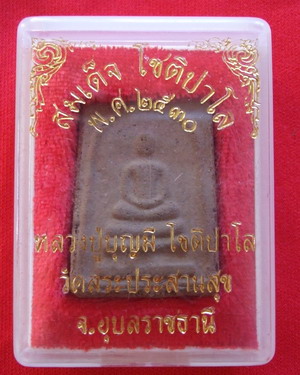 สมเด็จ โชติปาโล
พ.ศ.๒๕๓๐
หลวงปู่บุญมี โชติปาโล
วัดสระประสานสุข
จ.อุบลราชธานี